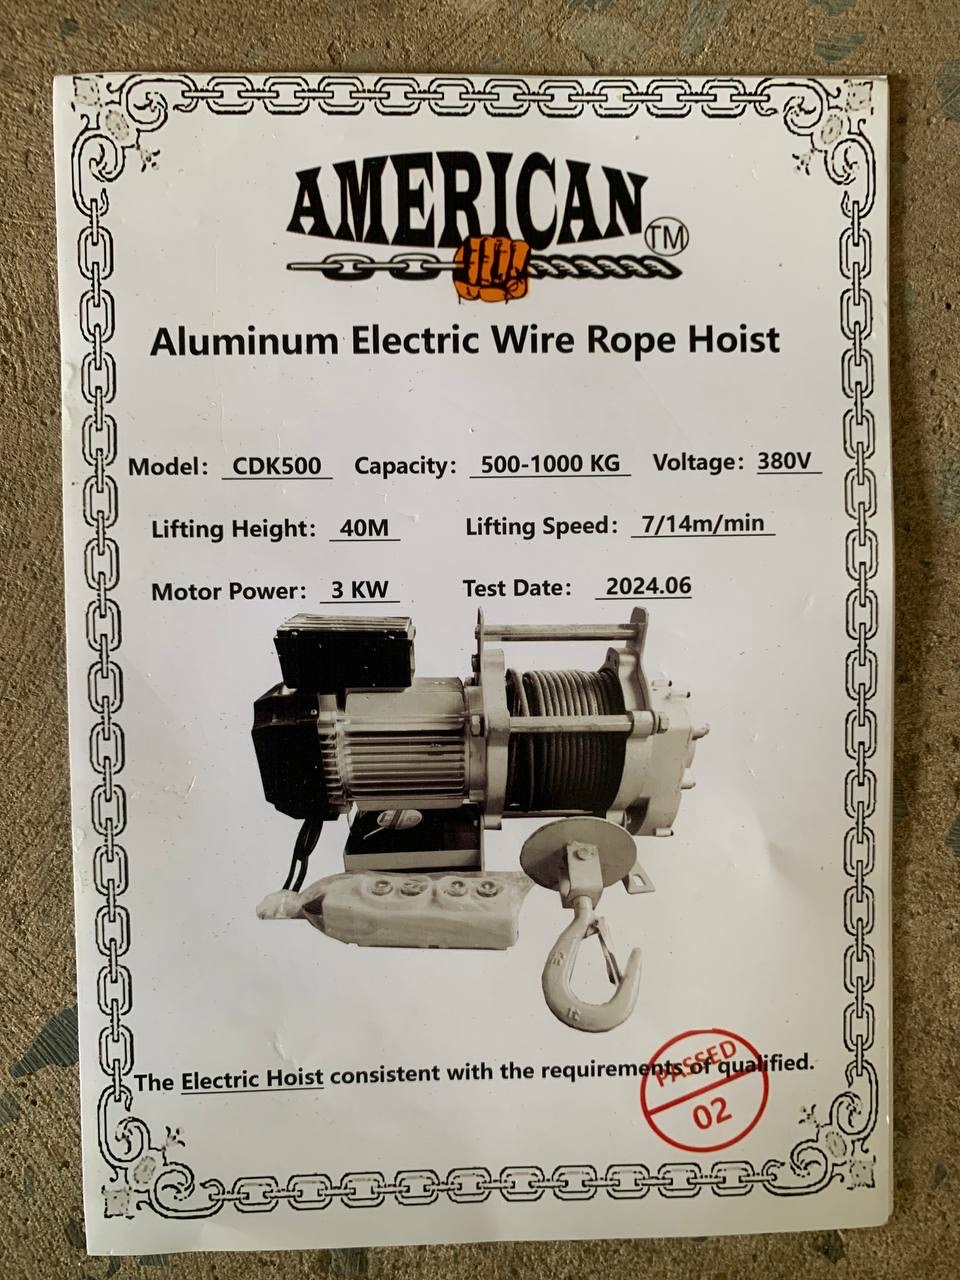 AMERICAN TM
Aluminum Electric Wire Rope Hoist
Model: CDK500 Capacity: 500-1000 KG Voltage: 380V
Lifting Height: 40M Lifting Speed: 7/14m/min
Motor Power: 3 KW Test Date: 2024.06
The Electric Hoist consistent with the requirements of qualified.
PASSED
02